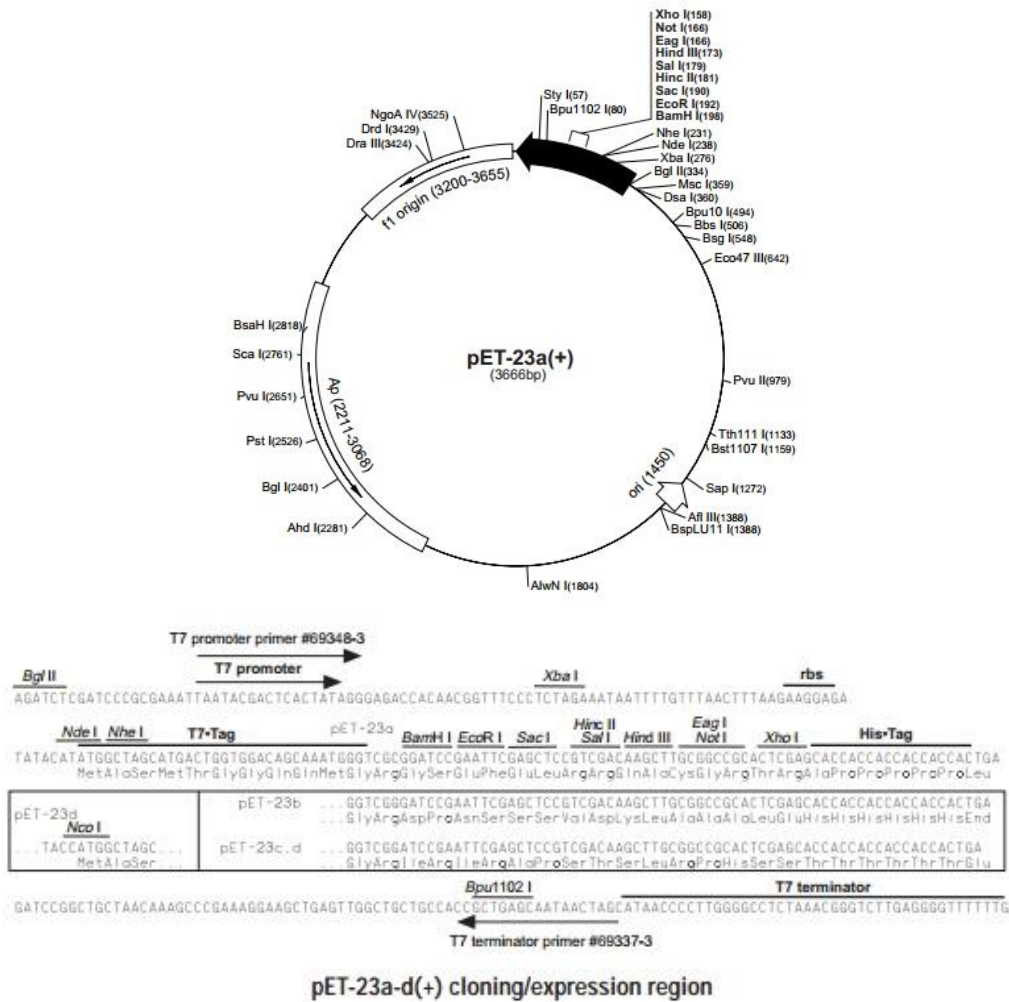 Xho I(158)
Not I(166)
Eag I(166)
Hind III(173)
Sal I(179)
Hinc II(181)
Sac I(190)
EcoR I(192)
BamH I(198)
Sty I(57)
Bpu1102 I(80)
NgoA IV(3525)
Drd I(3429)
Dra III(3424)
Nhe I(231)
Nde I(238)
Xba I(276)
Bgl II(334)
Msc I(359)
Dsa I(360)
Bpu10 I(494)
Bbs I(506)
Bsg I(548)
Eco47 III(642)
f1 origin (3200-3655)
BsaH I(2818)
Sca I(2761)
Pvu I(2651)
Pst I(2526)
Bgl I(2401)
Ahd I(2281)
Ap (2211-3068)
pET-23a(+)
(3666bp)
Pvu II(979)
Tth111 I(1133)
Bst1107 I(1159)
ori (1450)
Sap I(1272)
Afl III(1388)
BspLU11 I(1388)
AlwN I(1804)
T7 promoter primer #69348-3
Bgl II T7 promoter Xba I rbs
AGATCTCGATCCCGCGAAATTAATACGACTCACTATAGGGAGACCACAACGGTTTCCCTCTAGAAATAATTTTGTTTAACTTTAAGAAGGAGA
Hinc II Eag I
Nde I Nhe I T7•Tag pET-23a BamH I EcoR I Sac I Sal I Hind III Not I Xho I His•Tag
TATACATATGGCTAGCATGACTGGTGGACAGCAAATGGGTCGCGGATCCGAATTCGAGCTCCGTCGACAAGCTTGCGGCCGCACTCGAGCACCACCACCACCACCACTGA
MetAlaSerMetThrGlyGlyGlnGlnMetGlyArgGlySerGluPheGluLeuArgArgGlnAlaCysGlyArgThrArgAlaProProProProProLeu
pET-23d pET-23b ...GGTCGGGATCCGAATTCGAGCTCCGTCGACAAGCTTGCGGCCGCACTCGAGCACCACCACCACCACCACTGA
Nco I GlyArgAspProAsnSerSerSerValAspLysLeuAlaAlaAlaLeuGluHisHisHisHisHisHisEnd
...TACCATGGCTAGC... pET-23c,d ...GGTCGGATCCGAATTCGAGCTCCGTCGACAAGCTTGCGGCCGCACTCGAGCACCACCACCACCACCACTGA
MetAlaSer... GlyArgIleArgIleArgAlaProSerThrSerLeuArgProHisSerSerThrThrThrThrThrThrGlu
Bpu1102 I T7 terminator
GATCCGGCTGCTAACAAAGCCCGAAAGGAAGCTGAGTTGGCTGCTGCCACCGCTGAGCAATAACTAGCATAACCCCTTGGGGCCTCTAAACGGGTCTTGAGGGGTTTTTTG
T7 terminator primer #69337-3
pET-23a-d(+) cloning/expression region